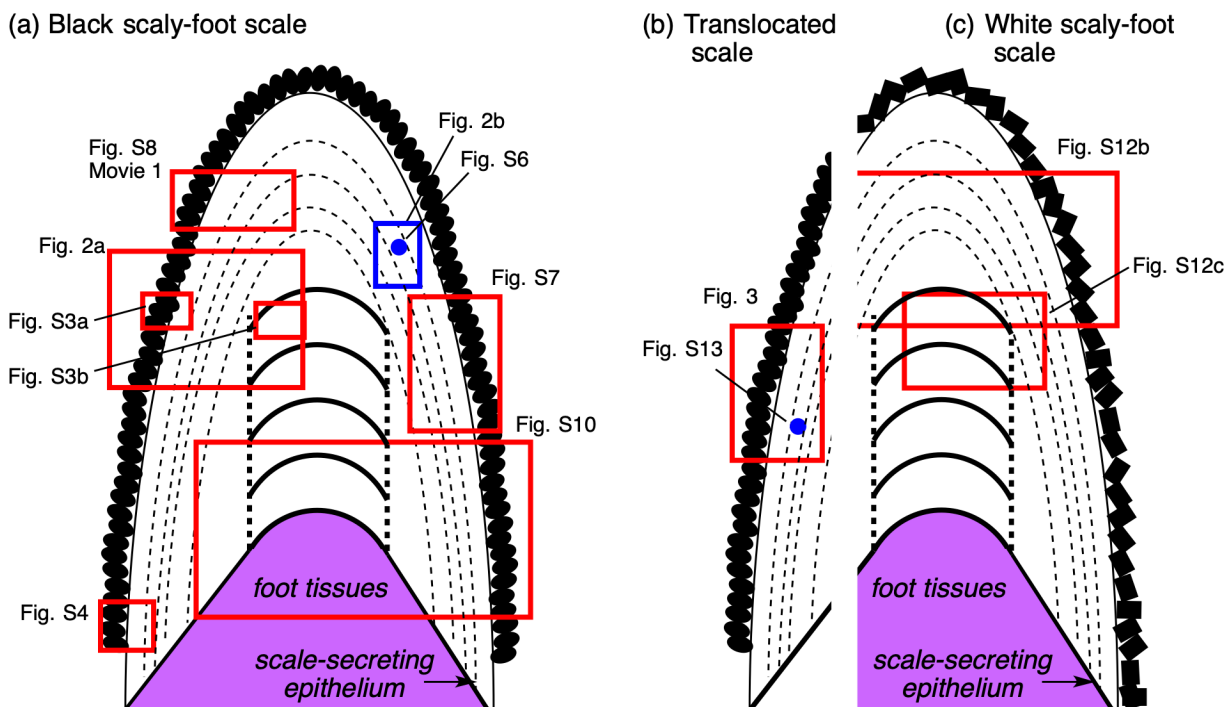 (a) Black scaly-foot scale
(b) Translocated
scale
(c) White scaly-foot
scale
Fig. 2b
Fig. S6
Fig. S8
Movie 1
Fig. 2a
Fig. S3a
Fig. S3b
Fig. S7
Fig. S10
Fig. S4
foot tissues
scale-secreting
epithelium
Fig. 3
Fig. S13
Fig. S12b
Fig. S12c
foot tissues
scale-secreting
epithelium